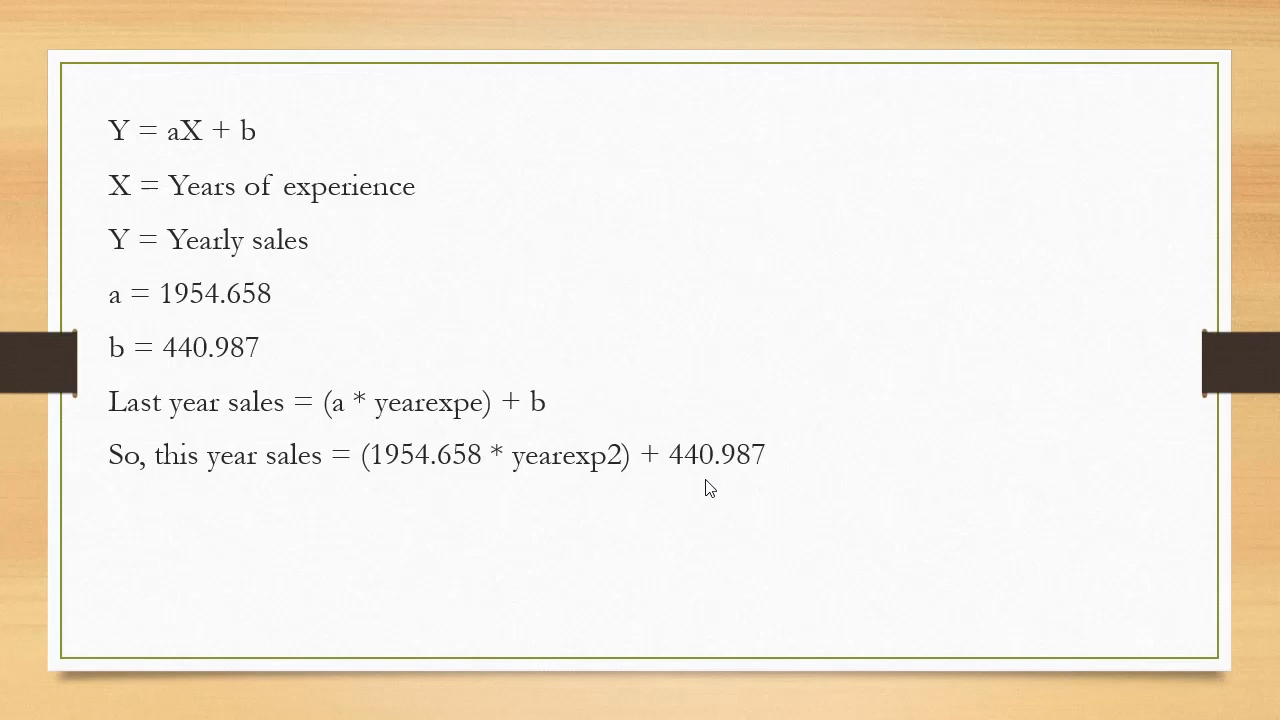 Y = aX + b
X = Years of experience
Y = Yearly sales
a = 1954.658
b = 440.987
Last year sales = (a * yearexpe) + b
So, this year sales = (1954.658 * yearexp2) + 440.987